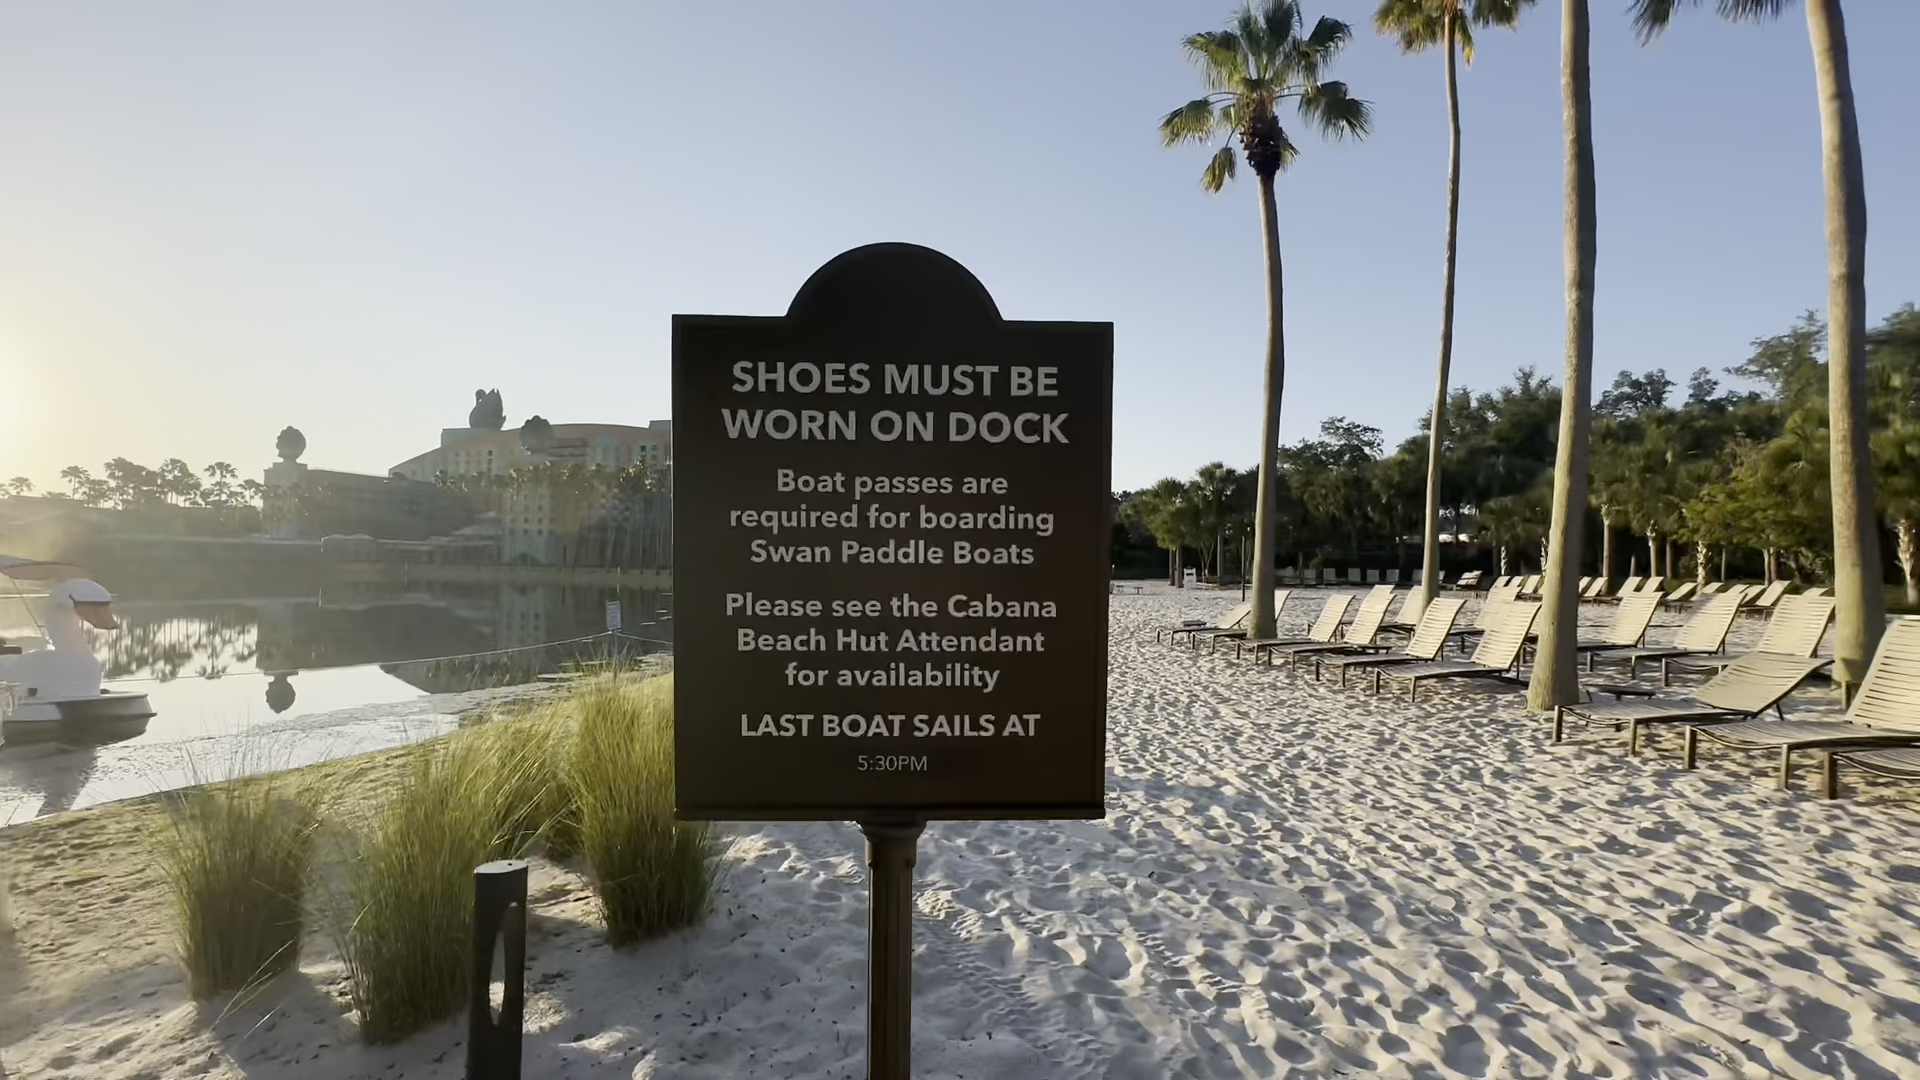 SHOES MUST BE
WORN ON DOCK
Boat passes are
required for boarding
Swan Paddle Boats
Please see the Cabana
Beach Hut Attendant
for availability
LAST BOAT SAILS AT
5:30PM